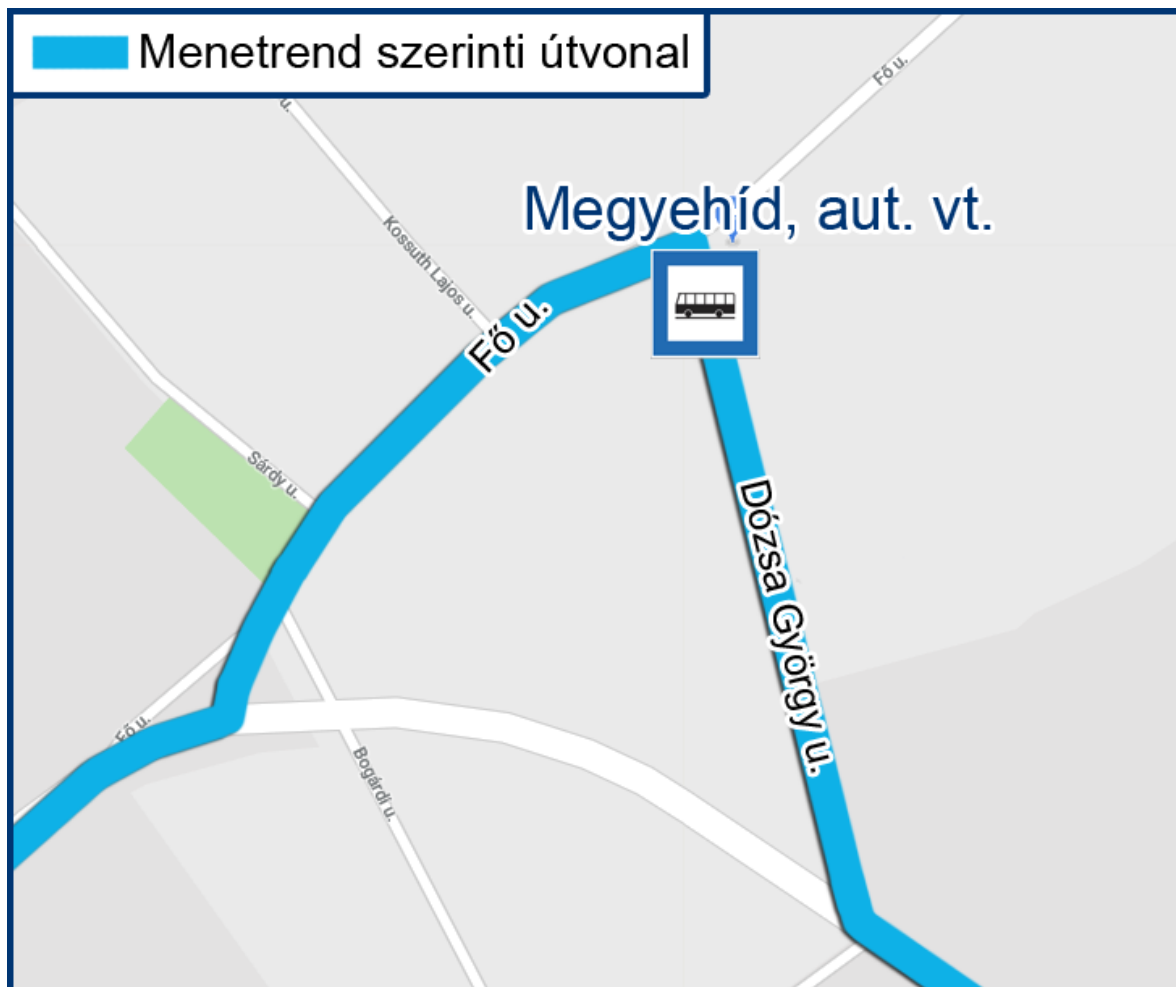 Menetrend szerinti útvonal
Fő u.
u.
Megyehíd, aut. vt.
Kossuth Lajos u.
Fő u.
Sárdy u.
Dózsa György u.
Fő u.
Bogárdi u.